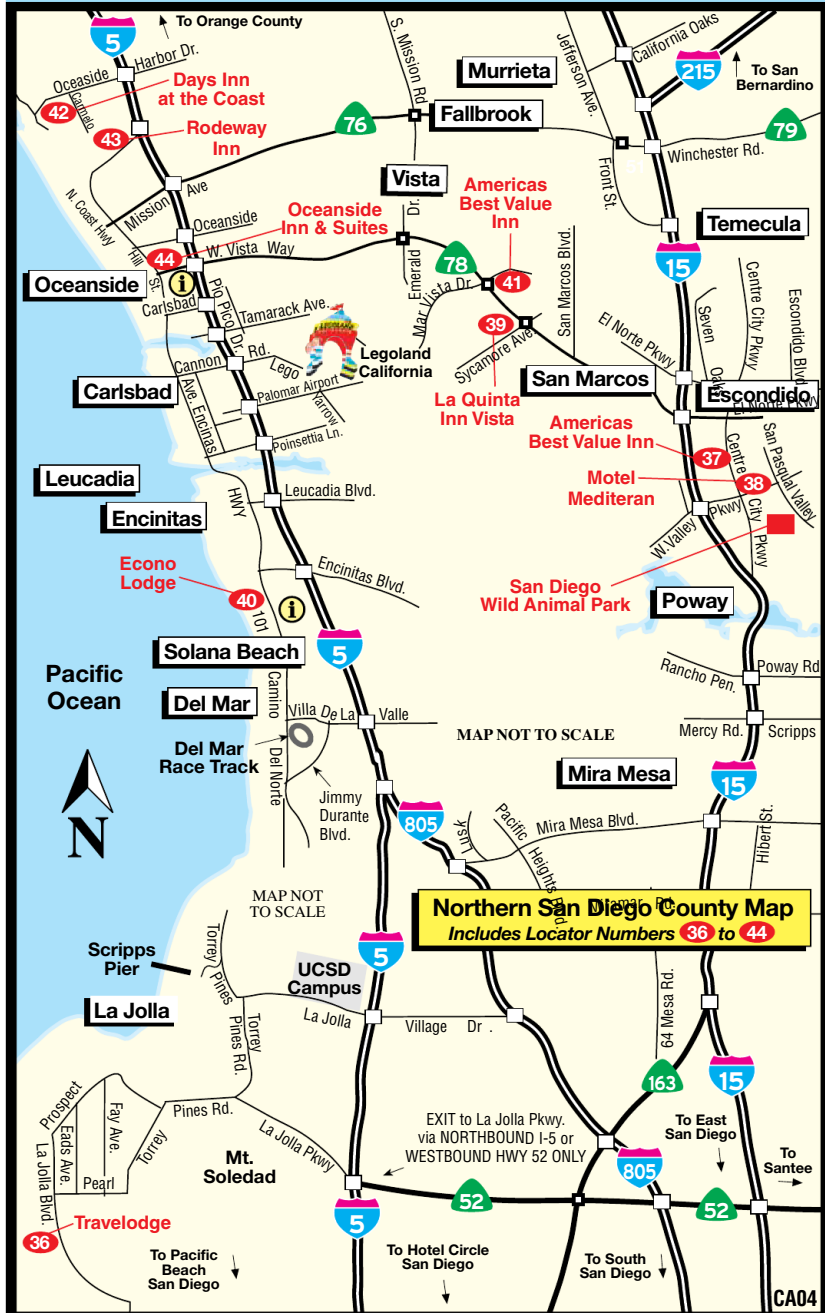 To Orange County
5
Harbor Dr.
Oceaside
Carmelo
42
Days Inn
at the Coast
43
Rodeway
Inn
S. Mission Rd
Murrieta
Jefferson Ave.
California Oaks
215
To San
Bernardino
76
Fallbrook
79
Winchester Rd.
Front St.
Mission Ave
N. Coast Hwy
Vista
Americas
Best Value
Inn
Oceanside
Oceanside
Inn & Suites
Temecula
44
Hill St.
W. Vista Way
Emerald Dr.
78
41
San Marcos Blvd.
15
Oceanside
i
Carlsbad
Pio Pico Dr.
Tamarack Ave.
Mar Vista Dr.
39
Sycamore Ave
Centre City Pkwy
Escondido Blvd
Seven Oaks
El Norte Pkwy
LEGOLAND
Legoland
California
Cannon Rd.
Lego
Carlsbad
Ave. Encinas
Palomar Airport
Yarrow
Poinsettia Ln.
San Marcos
Escondido
El Norte Pkwy
La Quinta
Inn Vista
Americas
Best Value Inn
37
Centre City Pkwy
San Pasqual Valley
Motel
Mediteran
38
Leucadia
HWY 101
Leucadia Blvd.
Encinitas
W.Valley Pkwy
Econo
Lodge
40
i
Encinitas Blvd.
San Diego
Wild Animal Park
Poway
Solana Beach
5
Pacific
Ocean
Rancho Pen.
Poway Rd
Del Mar
Camino Del Norte
Villa De La Valle
Mercy Rd.
Scripps
MAP NOT TO SCALE
Del Mar
Race Track
Mira Mesa
15
N
Jimmy
Durante
Blvd.
805
Lusk
Pacific Heights Blvd.
Mira Mesa Blvd.
Hibert St.
MAP NOT
TO SCALE
Miramar Rd.
Northern San Diego County Map
Includes Locator Numbers 36 to 44
Scripps
Pier
Torrey Pines
UCSD
Campus
5
La Jolla
La Jolla Village Dr .
Torrey Pines Rd.
64 Mesa Rd.
163
15
Prospect
Fay Ave.
Eads Ave.
La Jolla Blvd.
Pearl
Torrey Pines Rd.
La Jolla Pkwy
Mt.
Soledad
EXIT to La Jolla Pkwy.
via NORTHBOUND I-5 or
WESTBOUND HWY 52 ONLY
To East
San Diego
To
Santee
805
52
52
5
36
Travelodge
To Pacific
Beach
San Diego
To Hotel Circle
San Diego
To South
San Diego
CA04